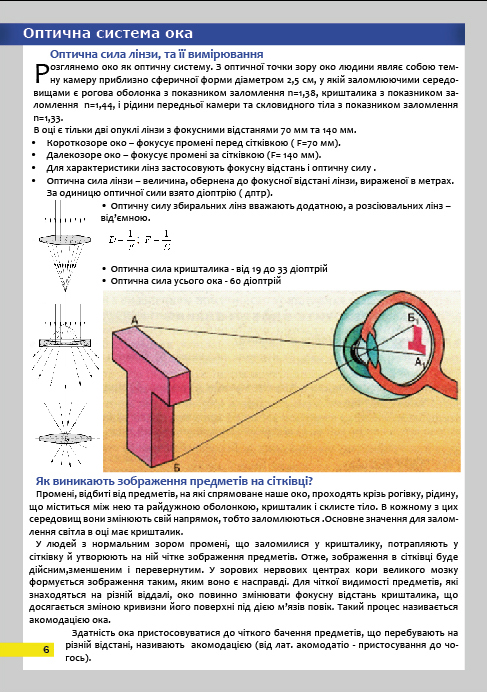 Оптична система ока
Оптична сила лінзи, та її вимірювання
Розглянемо око як оптичну систему. З оптичної точки зору око людини являє собою тем-
ну камеру приблизно сферичної форми діаметром 2,5 см, у якій заломлюючими середо-
вищами є рогова оболонка з показником заломлення n=1,38, кришталика з показником за-
ломлення n=1,44, і рідини передньої камери та скловидного тіла з показником заломлення
n=1,33.
В оці є тільки дві опуклі лінзи з фокусними відстанями 70 мм та 140 мм.
• Короткозоре око – фокусує промені перед сітківкою ( F=70 мм).
• Далекозоре око – фокусує промені за сітківкою (F= 140 мм).
• Для характеристики лінз застосовують фокусну відстань і оптичну силу .
• Оптична сила лінзи – величина, обернена до фокусної відстані лінзи, вираженої в метрах.
За одиницю оптичної сили взято діоптрію ( дптр).
• Оптичну силу збиральних лінз вважають додатною, а розсіювальних лінз –
від'ємною.
D = 1/F ; F = 1/D
• Оптична сила кришталика - від 19 до 33 діоптрій
• Оптична сила усього ока - 60 діоптрій
А
Б₁
А₁
Б
Як виникають зображення предметів на сітківці?
Промені, відбиті від предметів, на які спрямоване наше око, проходять крізь рогівку, рідину,
що міститься між нею та райдужною оболонкою, кришталик і склисте тіло. В кожному з цих
середовищ вони змінюють свій напрямок, тобто заломлюються .Основне значення для залом-
лення світла в оці має кришталик.
У людей з нормальним зором промені, що заломилися у кришталику, потрапляють у
сітківку й утворюють на ній чітке зображення предметів. Отже, зображення в сітківці буде
дійсним,зменшеним і перевернутим. У зорових нервових центрах кори великого мозку
формується зображення таким, яким воно є насправді. Для чіткої видимості предметів, які
знаходяться на різній віддалі, око повинно змінювати фокусну відстань кришталика, що
досягається зміною кривизни його поверхні під дією м'язів повік. Такий процес називається
акомодацією ока.
Здатність ока пристосовуватися до чіткого бачення предметів, що перебувають на
різній відстані, називають акомодацією (від лат. акомодатіо - пристосування до чо-
гось).
6